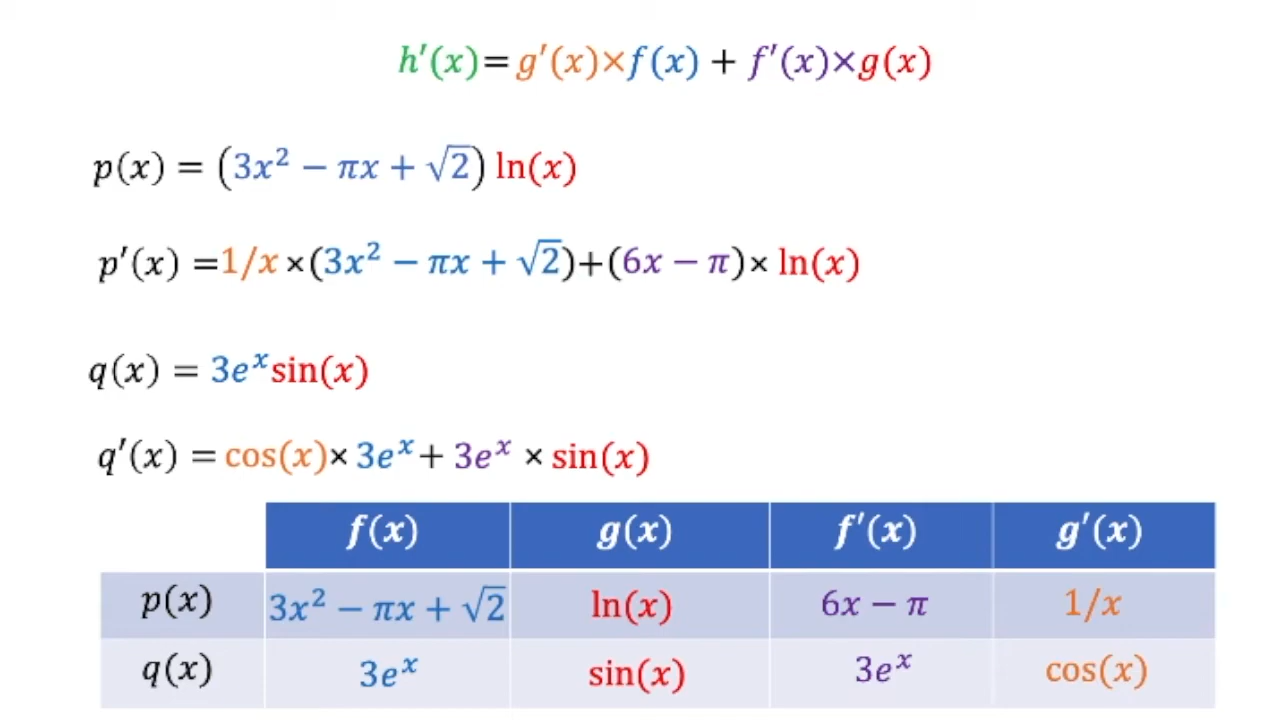 h′(x)=g′(x)×f(x) + f′(x)×g(x)
p(x) = (3x² − πx + √2) ln(x)
p′(x) =1/x ×(3x² − πx + √2)+(6x − π)× ln(x)
q(x) = 3eˣsin(x)
q′(x) = cos(x)× 3eˣ+ 3eˣ × sin(x)
f(x) g(x) f′(x) g′(x)
p(x) 3x² − πx + √2 ln(x) 6x − π 1/x
q(x) 3eˣ sin(x) 3eˣ cos(x)